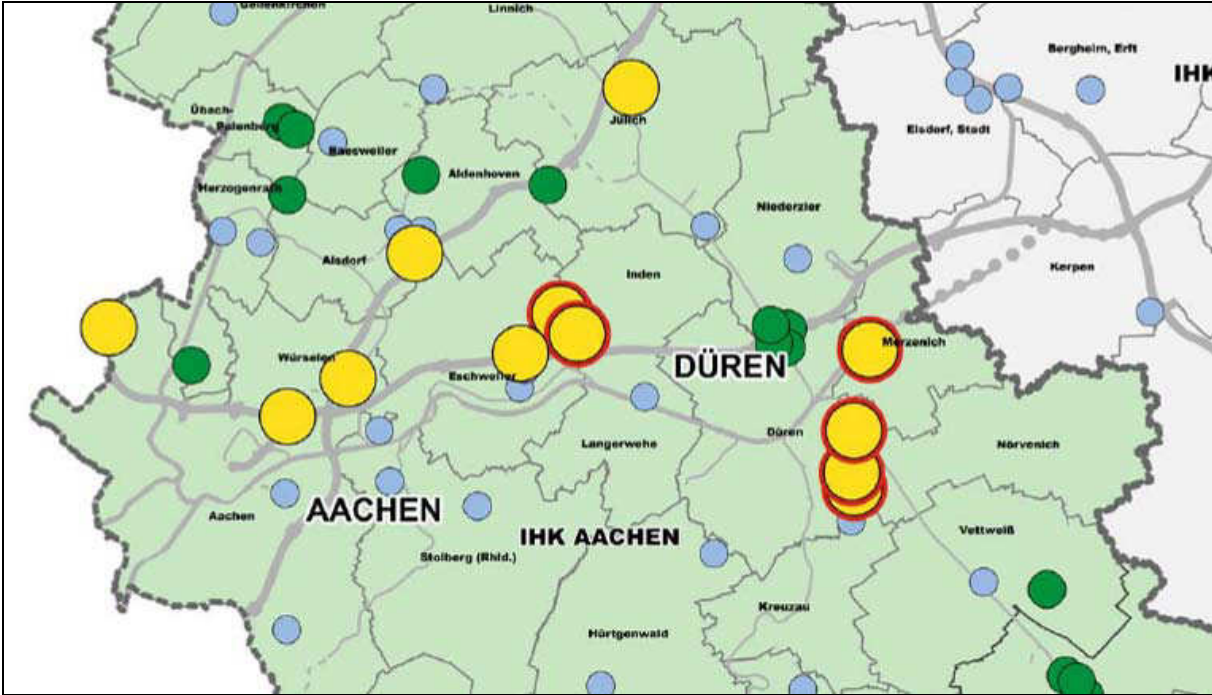 Geilenkirchen
Linnich
Bergheim, Erft
IHK
Übach-
Palenberg
Jülich
Elsdorf, Stadt
Baesweiler
Aldenhoven
Herzogenrath
Niederzier
Alsdorf
Inden
Kerpen
Würselen
Merzenich
DÜREN
Eschweiler
Langerwehe
Düren
Nörvenich
Aachen
AACHEN
IHK AACHEN
Vettweiß
Stolberg (Rhld.)
Kreuzau
Hürtgenwald